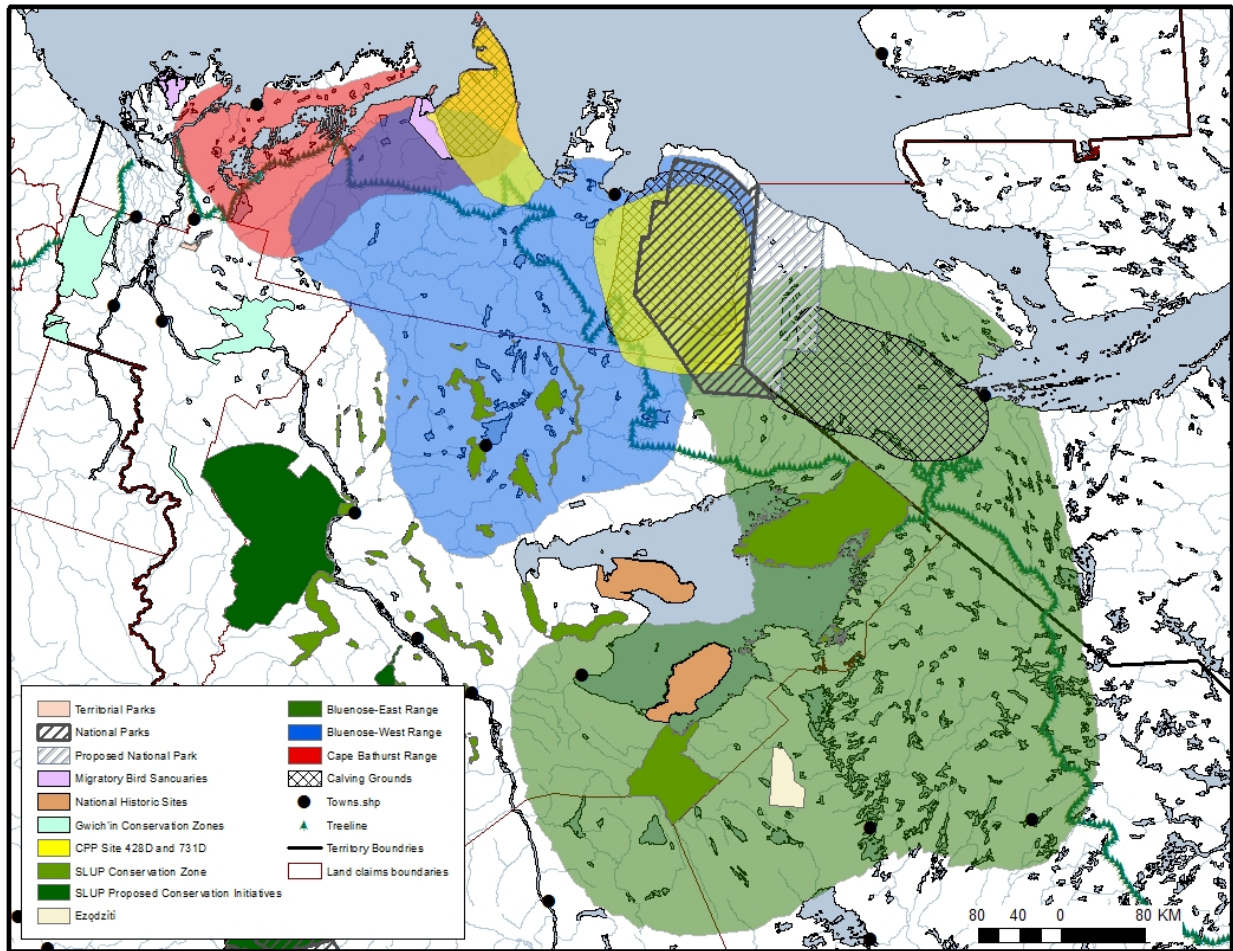 Territorial Parks
National Parks
Proposed National Park
Migratory Bird Sancuaries
National Historic Sites
Gwich'in Conservation Zones
CPP Site 428D and 731D
SLUP Conservation Zone
SLUP Proposed Conservation Initiatives
Ezǫdzítì
Bluenose-East Range
Bluenose-West Range
Cape Bathurst Range
Calving Grounds
Towns.shp
Treeline
Territory Boundaries
Land claims boundaries
80 40 0 80 KM